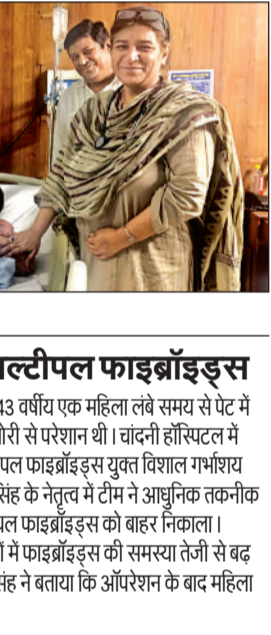 ल्टीपल फाइब्रॉइड्स
43 वर्षीय एक महिला लंबे समय से पेट में
ोरी से परेशान थी। चांदनी हॉस्पिटल में
पल फाइब्रॉइड्स युक्त विशाल गर्भाशय
सिंह के नेतृत्व में टीम ने आधुनिक तकनीक
पल फाइब्रॉइड्स को बाहर निकाला।
ों में फाइब्रॉइड्स की समस्या तेजी से बढ़
संह ने बताया कि ऑपरेशन के बाद महिला